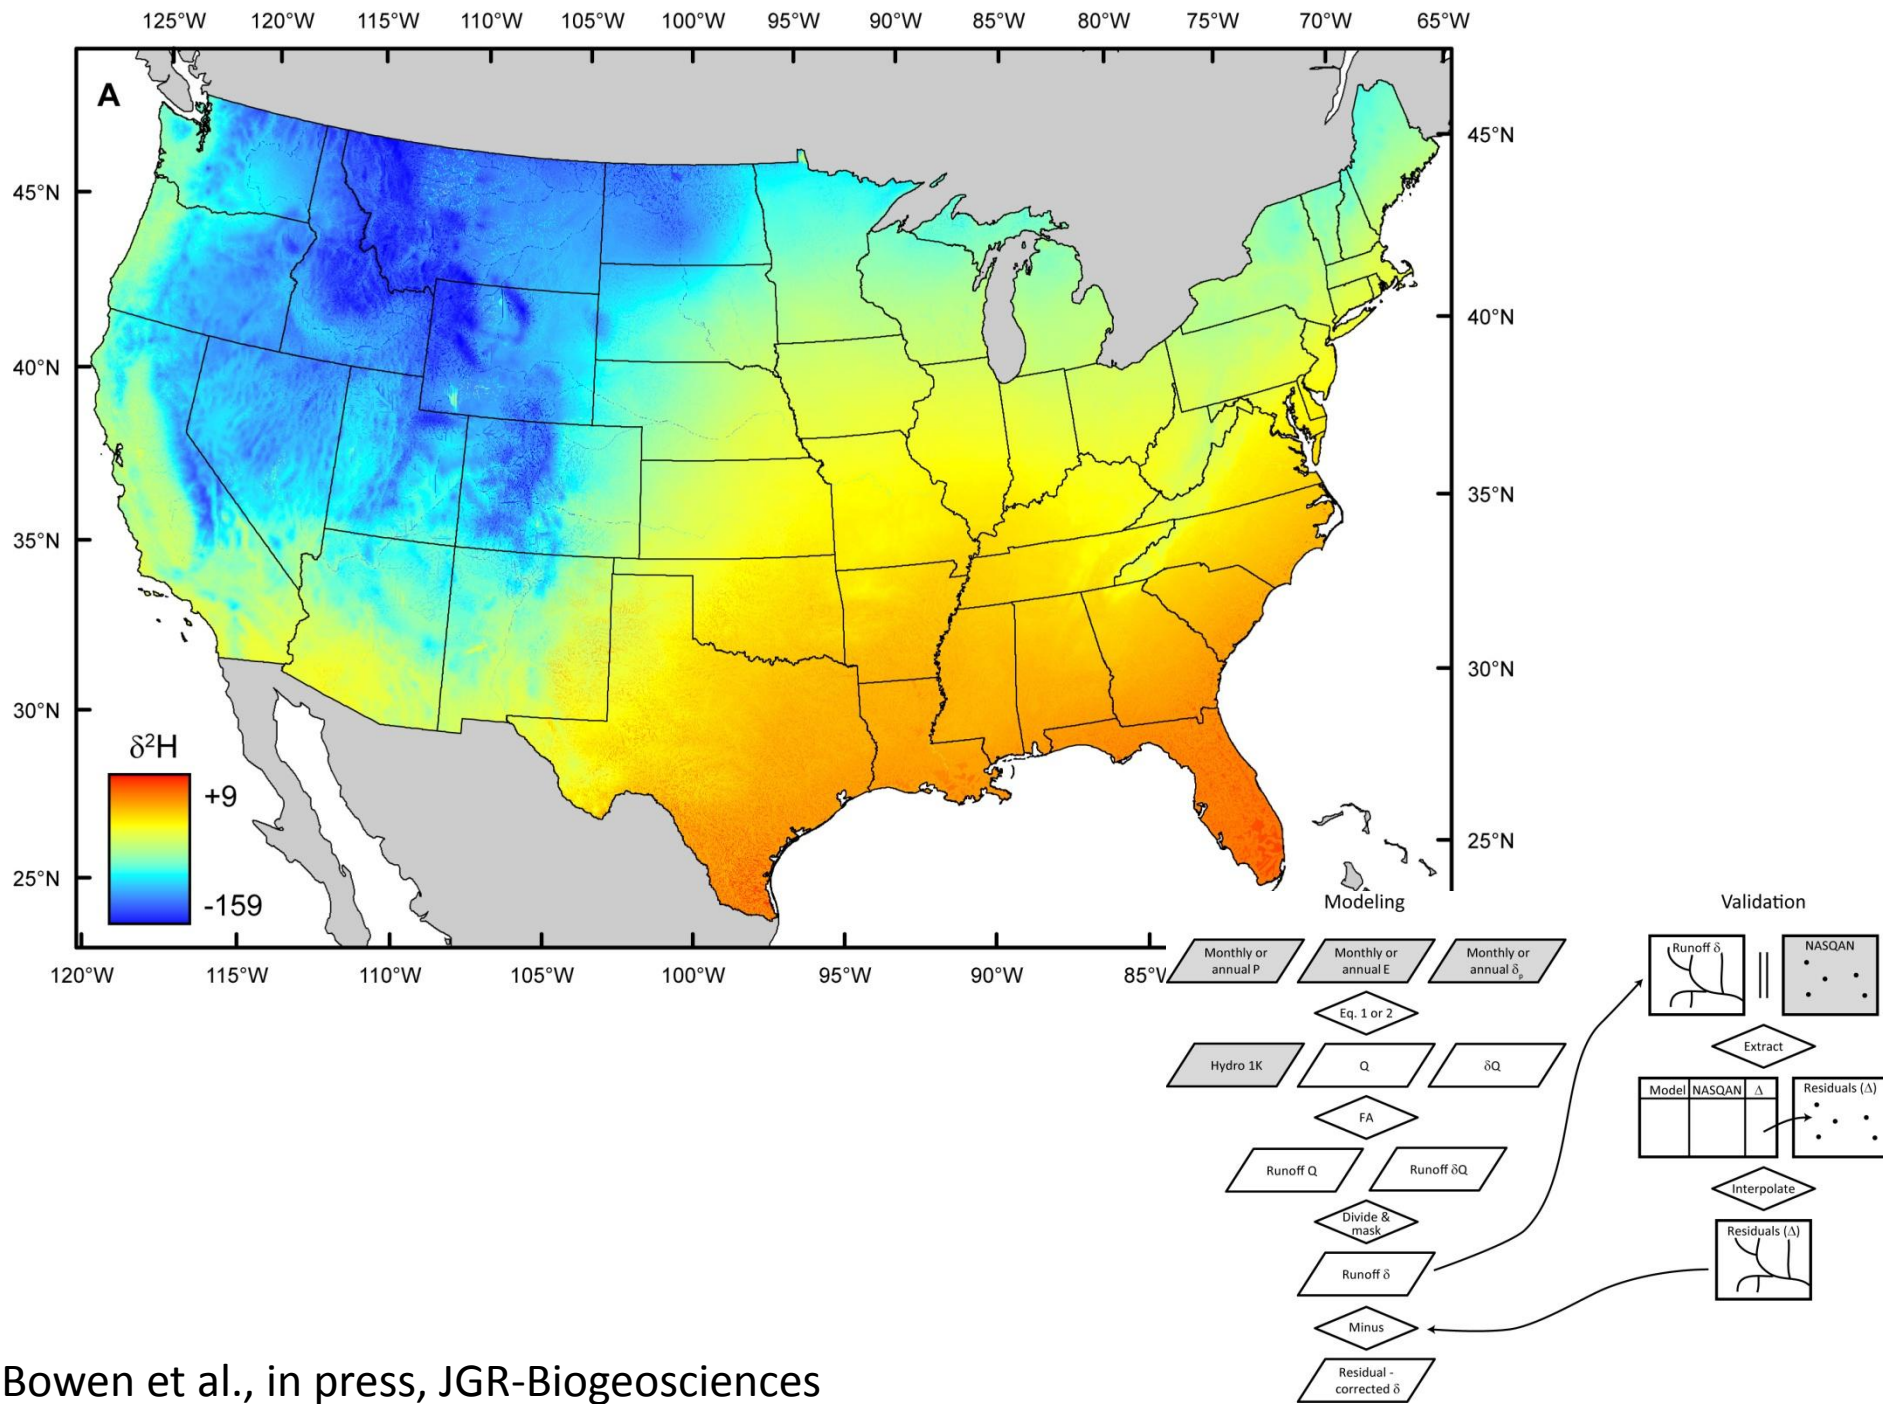 125°W 120°W 115°W 110°W 105°W 100°W 95°W 90°W 85°W 80°W 75°W 70°W 65°W
A
45°N
45°N
40°N
40°N
35°N
35°N
30°N
30°N
25°N
25°N
δ²H
+9
-159
120°W 115°W 110°W 105°W 100°W 95°W 90°W 85°
Modeling
Monthly or
annual P
Monthly or
annual E
Monthly or
annual δp
Eq. 1 or 2
Hydro 1K
Q
δQ
FA
Runoff Q
Runoff δQ
Divide &
mask
Runoff δ
Minus
Residual -
corrected δ
Validation
Runoff δ
NASQAN
Extract
Model NASQAN Δ
Residuals (Δ)
Interpolate
Residuals (Δ)
Bowen et al., in press, JGR-Biogeosciences